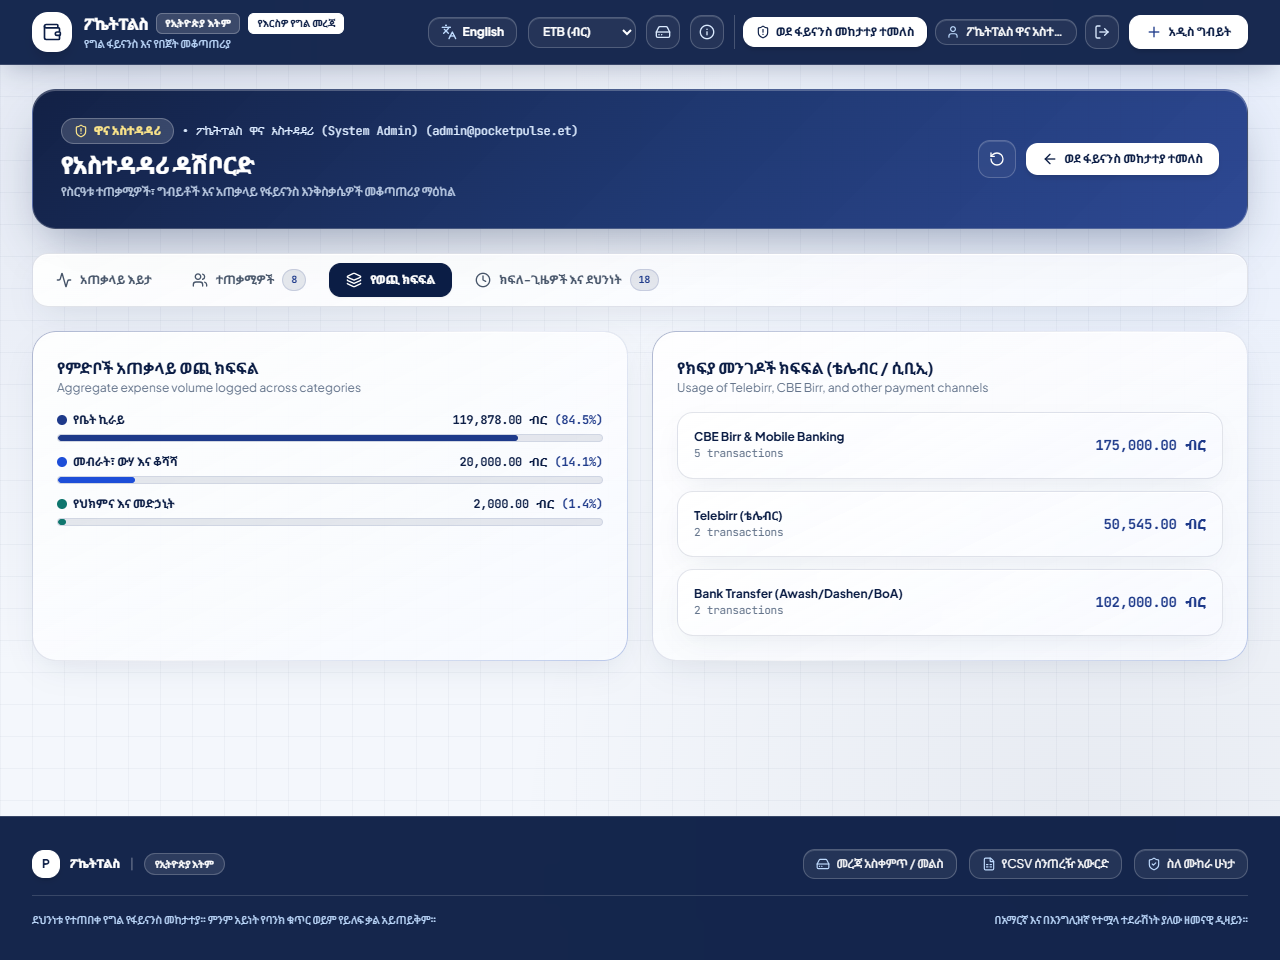 ፖኬትፐልስ የኢትዮጵያ እትም የእርስዎ የግል መረጃ
የግል ፋይናንስ እና የበጀት መቆጣጠሪያ
English
ETB (ብር)
ወደ ፋይናንስ መከታተያ ተመለስ
ፖኬትፐልስ ዋና አስተ...
አዲስ ግብይት
ዋና አስተዳዳሪ • ፖኬትፐልስ ዋና አስተዳዳሪ (System Admin) (admin@pocketpulse.et)
የአስተዳዳሪ ዳሽቦርድ
የስርዓቱ ተጠቃሚዎች፣ ግብይቶች እና አጠቃላይ የፋይናንስ እንቅስቃሴዎች መቆጣጠሪያ ማዕከል
ወደ ፋይናንስ መከታተያ ተመለስ
አጠቃላይ እይታ
ተጠቃሚዎች 8
የወጪ ክፍፍል
ክፍለ-ጊዜዎች እና ደህንነት 18
የምድቦች አጠቃላይ ወጪ ክፍፍል
Aggregate expense volume logged across categories
የቤት ኪራይ 119,878.00 ብር (84.5%)
መብራት፣ ውሃ እና ቆሻሻ 20,000.00 ብር (14.1%)
የህክምና እና መድኃኒት 2,000.00 ብር (1.4%)
የክፍያ መንገዶች ክፍፍል (ቴሌብር / ሲቢኢ)
Usage of Telebirr, CBE Birr, and other payment channels
CBE Birr & Mobile Banking
5 transactions
175,000.00 ብር
Telebirr (ቴሌብር)
2 transactions
50,545.00 ብር
Bank Transfer (Awash/Dashen/BoA)
2 transactions
102,000.00 ብር
P ፖኬትፐልስ | የኢትዮጵያ እትም
መረጃ አስቀምጥ / መልስ
የCSV ሰንጠረዥ አውርድ
ስለ ሙከራ ሁነታ
ደህንነቱ የተጠበቀ የግል የፋይናንስ መከታተያ። ምንም አይነት የባንክ ቁጥር ወይም የይለፍ ቃል አይጠይቅም።
በአማርኛ እና በእንግሊዝኛ የተሟላ ተደራሽነት ያለው ዘመናዊ ዲዛይን።